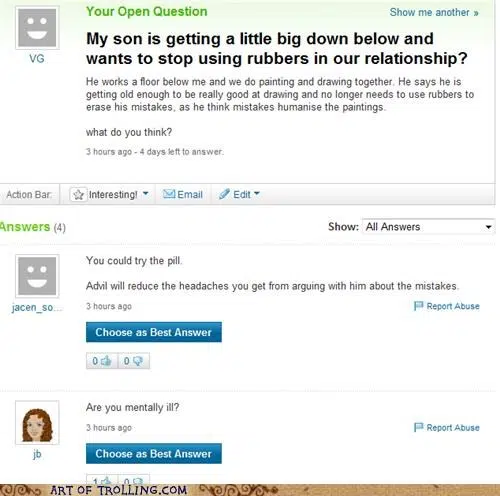 Your Open Question
Show me another »
VG
My son is getting a little big down below and
wants to stop using rubbers in our relationship?
He works a floor below me and we do painting and drawing together. He says he is
getting old enough to be really good at drawing and no longer needs to use rubbers to
erase his mistakes, as he think mistakes humanise the paintings.
what do you think?
3 hours ago - 4 days left to answer.
Action Bar:
Interesting!
Email
Edit
Answers (4)
Show: All Answers
jacen_so...
You could try the pill.
Advil will reduce the headaches you get from arguing with him about the mistakes.
3 hours ago
Report Abuse
Choose as Best Answer
0
0
jb
Are you mentally ill?
3 hours ago
Report Abuse
Choose as Best Answer
1
0
ART OF TROLLING.COM